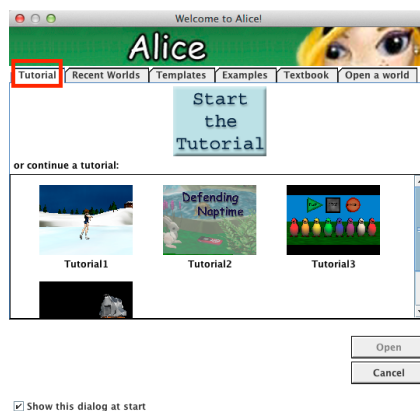 Welcome to Alice!
Alice
Tutorial Recent Worlds Templates Examples Textbook Open a world
Start
the
Tutorial
or continue a tutorial:
Defending
Naptime
Tutorial1 Tutorial2 Tutorial3
Open
Cancel
Show this dialog at start